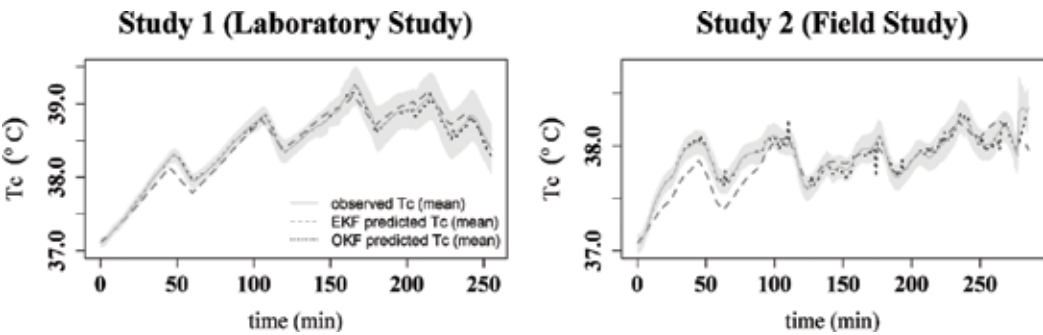 Study 1 (Laboratory Study)
Tc (° C)
39.0
38.0
37.0
observed Tc (mean)
EKF predicted Tc (mean)
OKF predicted Tc (mean)
0 50 100 150 200 250
time (min)
Study 2 (Field Study)
Tc (° C)
38.0
37.0
0 50 100 150 200 250
time (min)